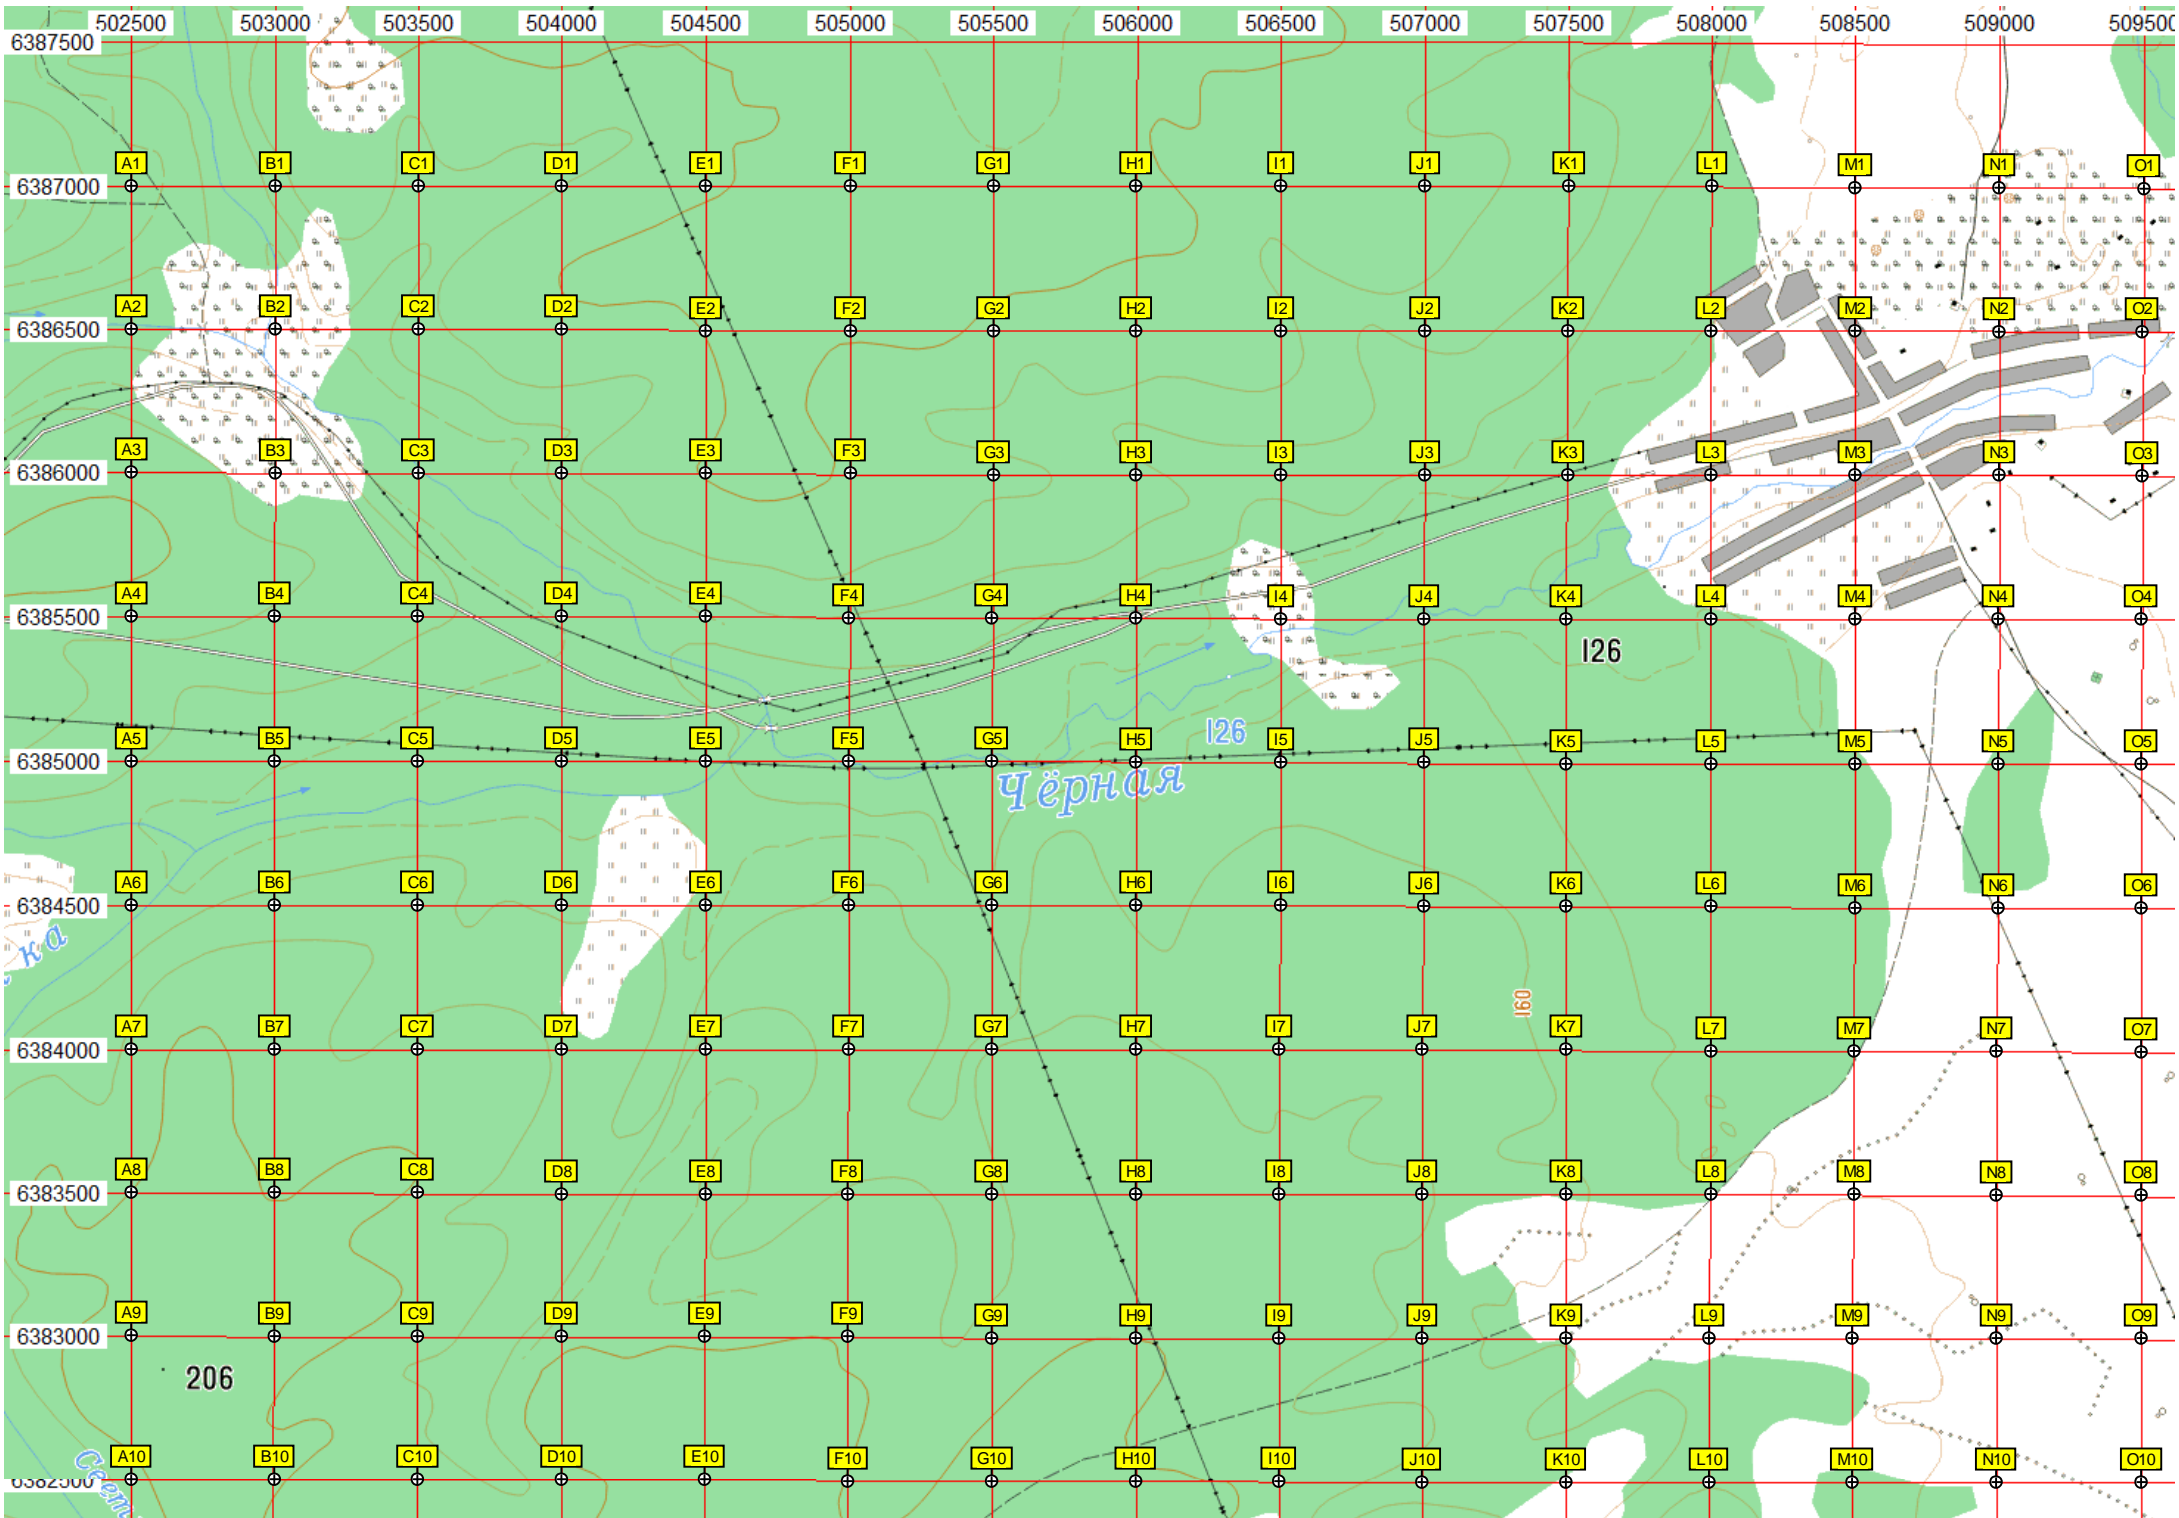 502500 503000 503500 504000 504500 505000 505500 506000 506500 507000 507500 508000 508500 509000 509500
6387500
A1 B1 C1 D1 E1 F1 G1 H1 I1 J1 K1 L1 M1 N1 O1
6387000
A2 B2 C2 D2 E2 F2 G2 H2 I2 J2 K2 L2 M2 N2 O2
6386500
A3 B3 C3 D3 E3 F3 G3 H3 I3 J3 K3 L3 M3 N3 O3
6386000
A4 B4 C4 D4 E4 F4 G4 H4 I4 J4 K4 L4 M4 N4 O4
6385500
126
126
A5 B5 C5 D5 E5 F5 G5 H5 I5 J5 K5 L5 M5 N5 O5
6385000
Чёрная
A6 B6 C6 D6 E6 F6 G6 H6 I6 J6 K6 L6 M6 N6 O6
6384500
ка
160
A7 B7 C7 D7 E7 F7 G7 H7 I7 J7 K7 L7 M7 N7 O7
6384000
A8 B8 C8 D8 E8 F8 G8 H8 I8 J8 K8 L8 M8 N8 O8
6383500
A9 B9 C9 D9 E9 F9 G9 H9 I9 J9 K9 L9 M9 N9 O9
6383000
206
A10 B10 C10 D10 E10 F10 G10 H10 I10 J10 K10 L10 M10 N10 O10
6382500
Сет